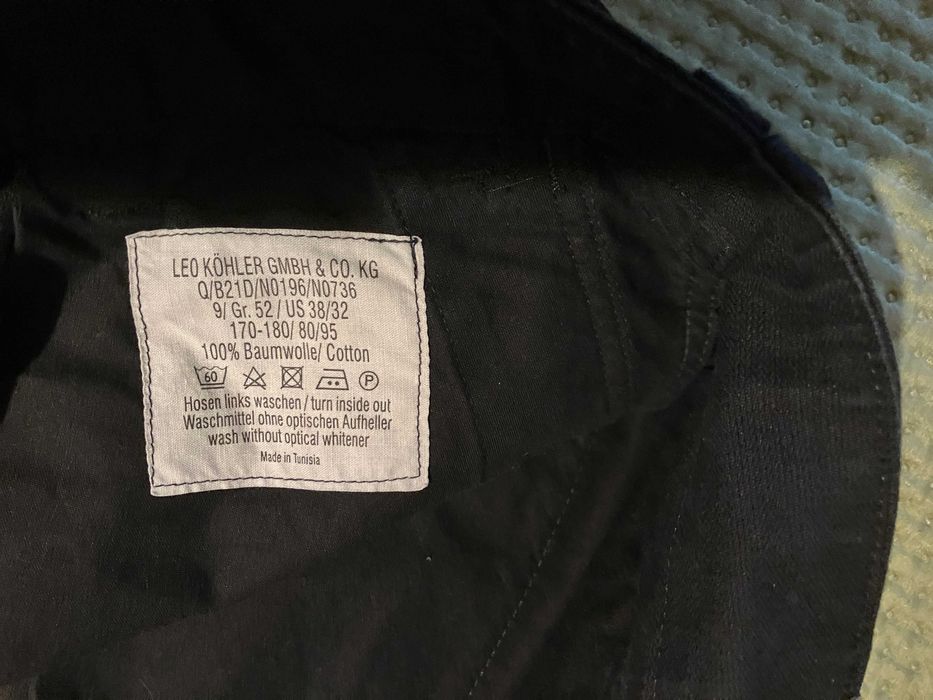 LEO KÖHLER GMBH & CO. KG
Q/B21D/N0196/N0736
9/ Gr. 52 / US 38/32
170-180/ 80/95
100% Baumwolle/ Cotton
60 P
Hosen links waschen / turn inside out
Waschmittel ohne optischen Aufheller
wash without optical whitener
Made in Tunisia